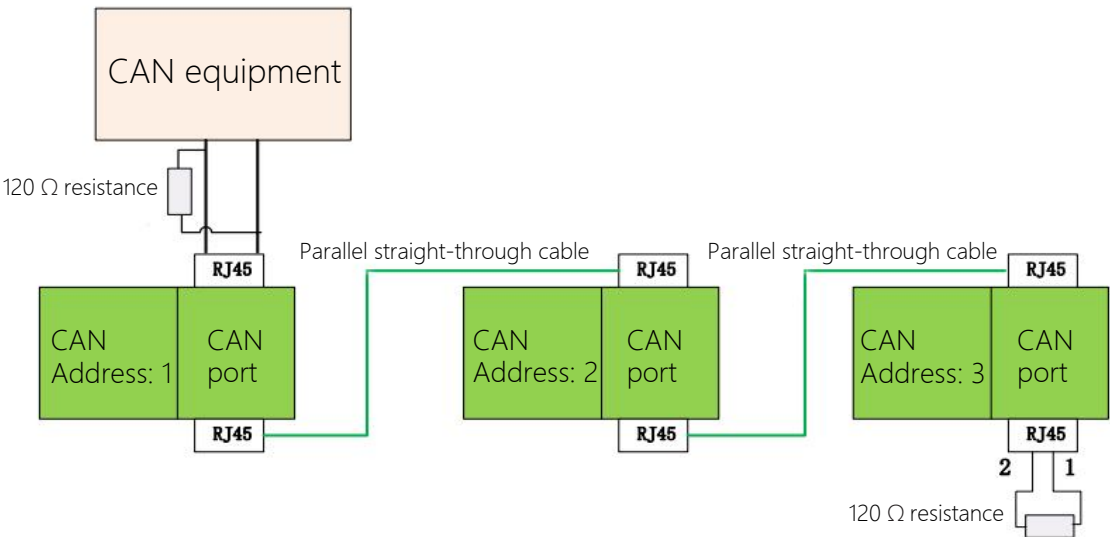 CAN equipment
120 Ω resistance
Parallel straight-through cable
Parallel straight-through cable
RJ45
RJ45
RJ45
CAN
Address: 1
CAN
port
CAN
Address: 2
CAN
port
CAN
Address: 3
CAN
port
RJ45
RJ45
RJ45
2
1
120 Ω resistance